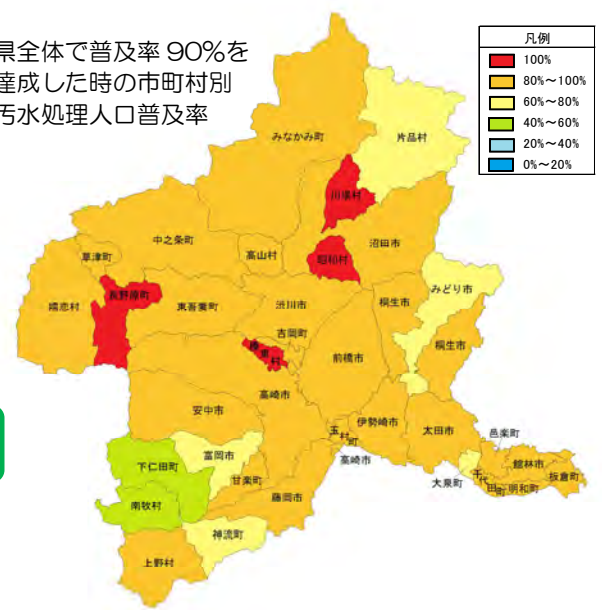 県全体で普及率90%を
達成した時の市町村別
汚水処理人口普及率
凡例
100%
80%～100%
60%～80%
40%～60%
20%～40%
0%～20%
みなかみ町
片品村
川場村
沼田市
昭和村
中之条町
高山村
草津町
嬬恋村
長野原町
東吾妻町
渋川市
吉岡町
榛東村
みどり市
桐生市
桐生市
前橋市
高崎市
安中市
伊勢崎市
太田市
玉村町
高崎市
邑楽町
館林市
板倉町
千代田町
明和町
大泉町
富岡市
下仁田町
甘楽町
藤岡市
南牧村
神流町
上野村